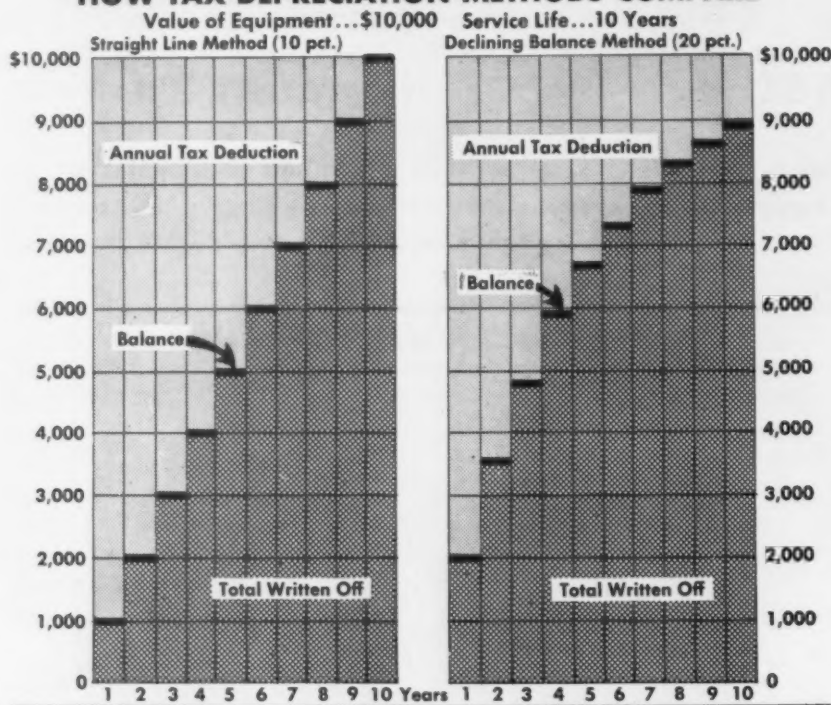 HOW TAX DEPRECIATION METHODS COMPARE
Value of Equipment...$10,000 Service Life...10 Years
Straight Line Method (10 pct.)
$10,000
9,000
8,000
7,000
6,000
5,000
4,000
3,000
2,000
1,000
0
Annual Tax Deduction
Balance
Total Written Off
1 2 3 4 5 6 7 8 9 10 Years
Declining Balance Method (20 pct.)
Annual Tax Deduction
Balance
Total Written Off
$10,000
9,000
8,000
7,000
6,000
5,000
4,000
3,000
2,000
1,000
0
1 2 3 4 5 6 7 8 9 10